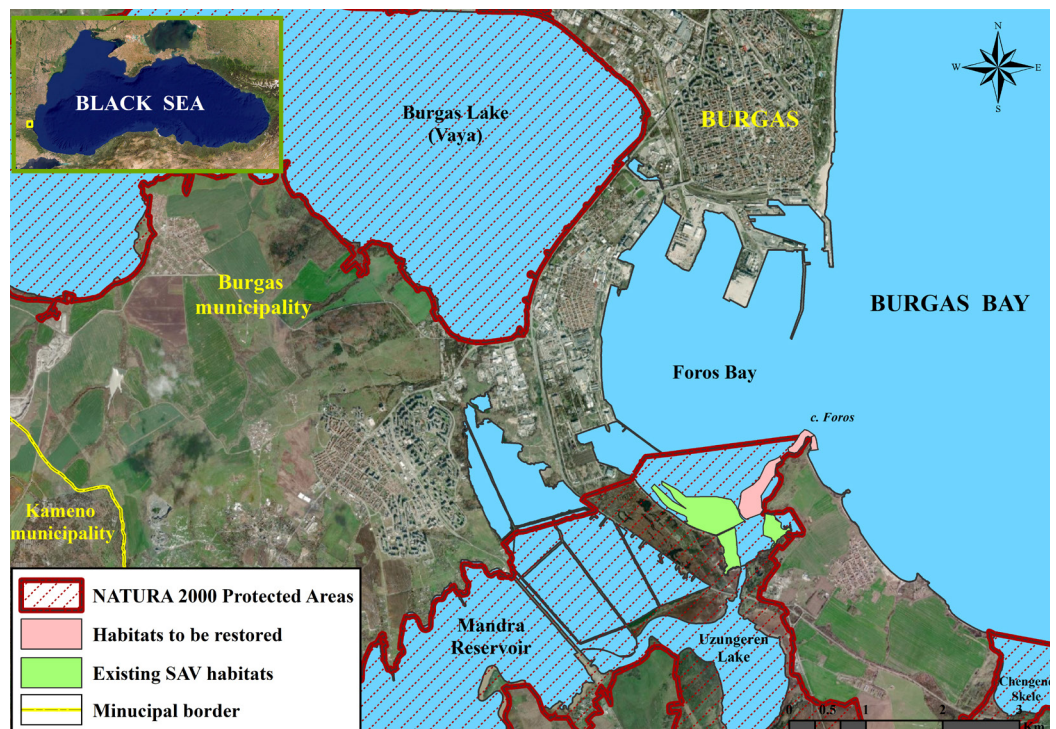 BLACK SEA
N
W
E
S
Burgas Lake
(Vaya)
BURGAS
Burgas
municipality
BURGAS BAY
Foros Bay
c. Foros
Kameno
municipality
NATURA 2000 Protected Areas
Habitats to be restored
Existing SAV habitats
Minucipal border
Mandra
Reservoir
Uzungeren
Lake
Chengene
Skele
0 0.5 1 2 3
Km